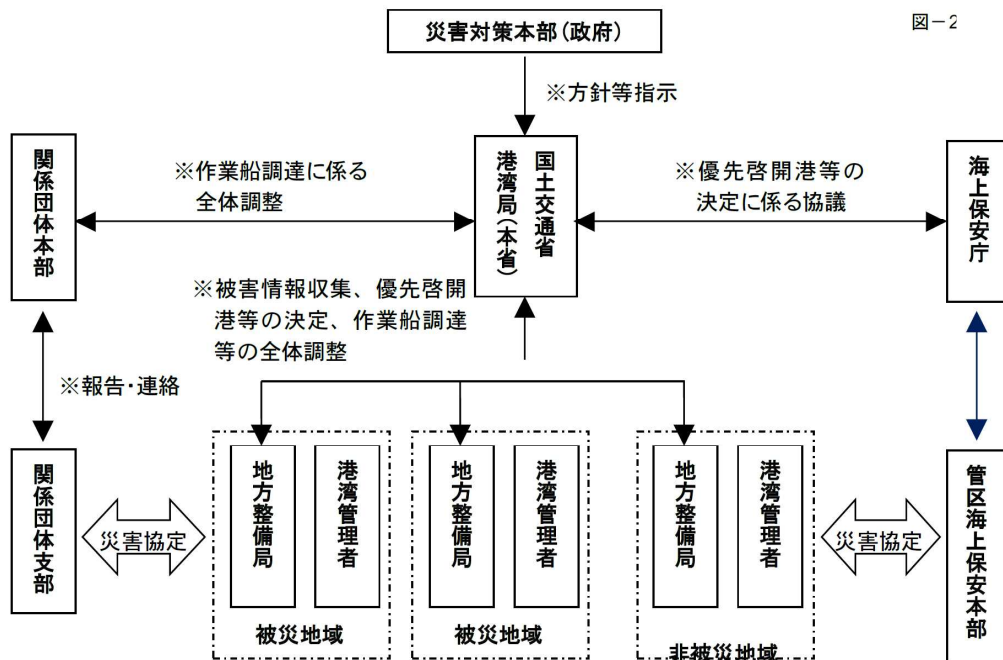 図－2
災害対策本部(政府)
※方針等指示
関係団体本部
※作業船調達に係る
全体調整
国土交通省
港湾局(本省)
※優先啓開港等の
決定に係る協議
海上保安庁
※被害情報収集、優先啓開
港等の決定、作業船調達
等の全体調整
※報告・連絡
関係団体支部
災害協定
地方整備局
港湾管理者
被災地域
地方整備局
港湾管理者
被災地域
地方整備局
港湾管理者
非被災地域
災害協定
管区海上保安本部